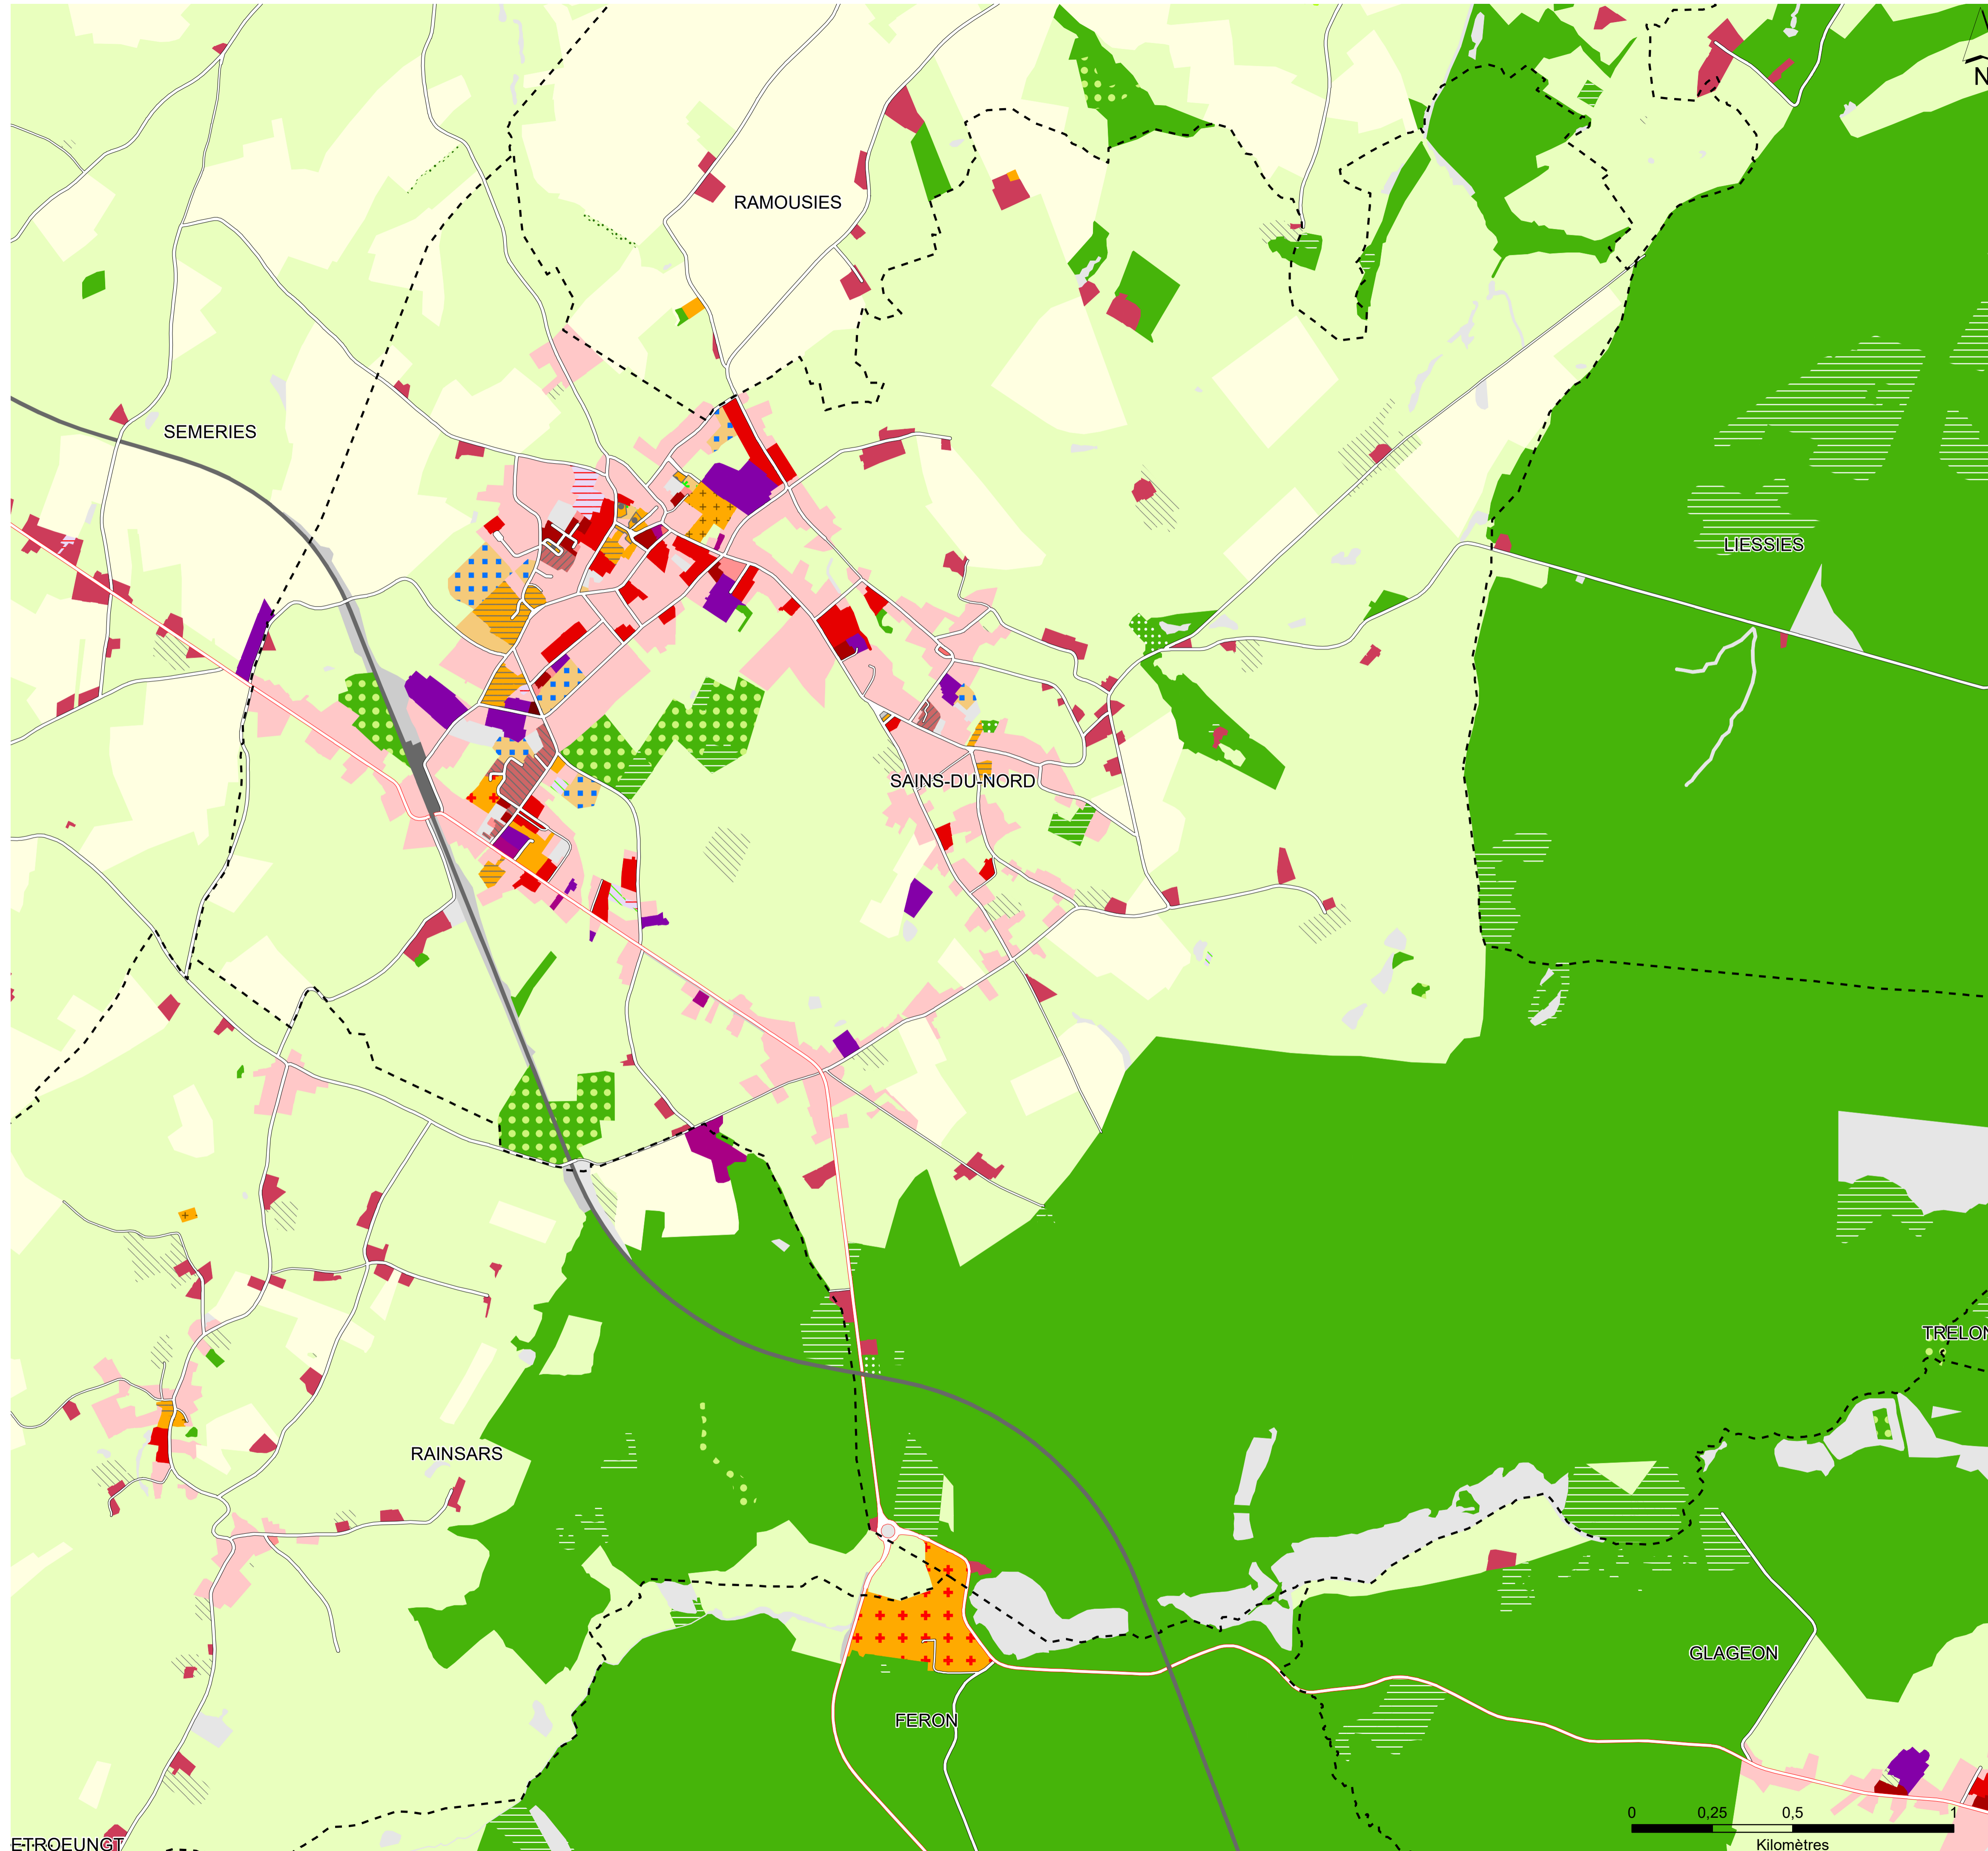 N
RAMOUSIES
SEMERIES
LIESSIES
SAINS-DU-NORD
TRELON
RAINSARS
GLAGEON
FERON
0 0,25 0,5 1
Kilomètres
ETROEUNGT